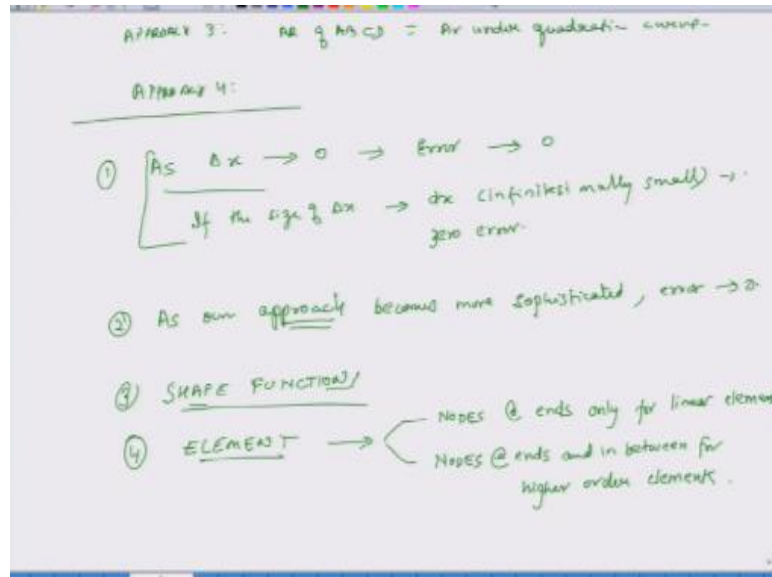 APPROACH 3: AR of ABCD = Ar under quadratic curve.
APPROACH 4:
① As Δx → 0 → Error → 0
If the size of Δx → dx (infinitesimally small) →
zero error.
② As our approach becomes more sophisticated, error → 0.
③ SHAPE FUNCTIONS
④ ELEMENT → NODES @ ends only for linear elemen
NODES @ ends and in between for
higher order elements.